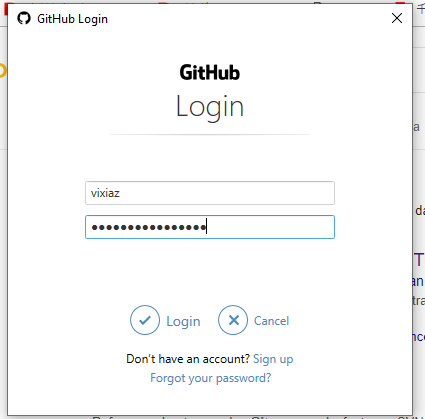 GitHub Login
GitHub
Login
vixiaz
●●●●●●●●●●●●●●●●
Login
Cancel
Don't have an account? Sign up
Forgot your password?